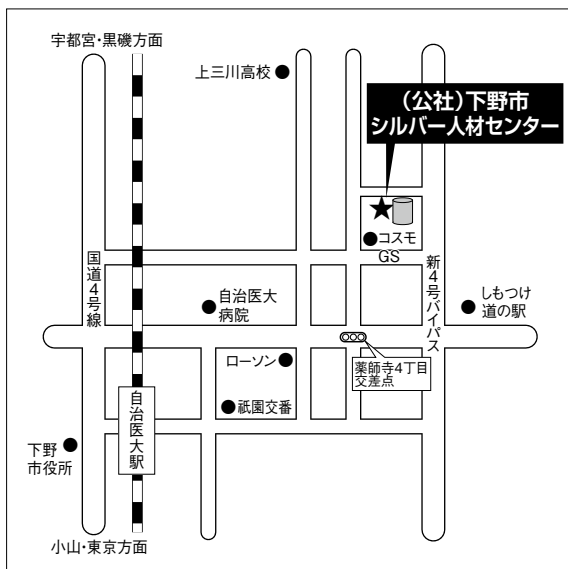 宇都宮・黒磯方面
上三川高校
(公社)下野市
シルバー人材センター
コスモ
GS
国道4号線
新4号バイパス
自治医大
病院
しもつけ
道の駅
ローソン
薬師寺4丁目
交差点
祇園交番
自治医大駅
下野
市役所
小山・東京方面